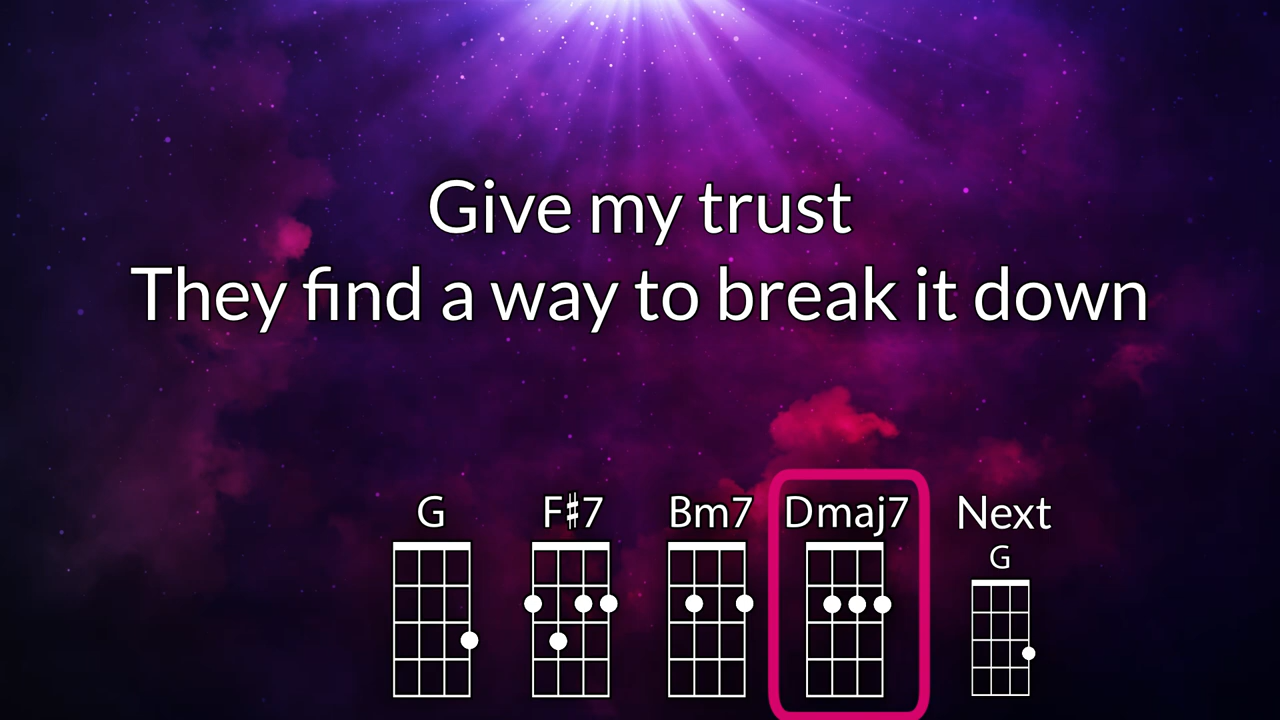 Give my trust
They find a way to break it down
G F♯7 Bm7 Dmaj7 Next
G